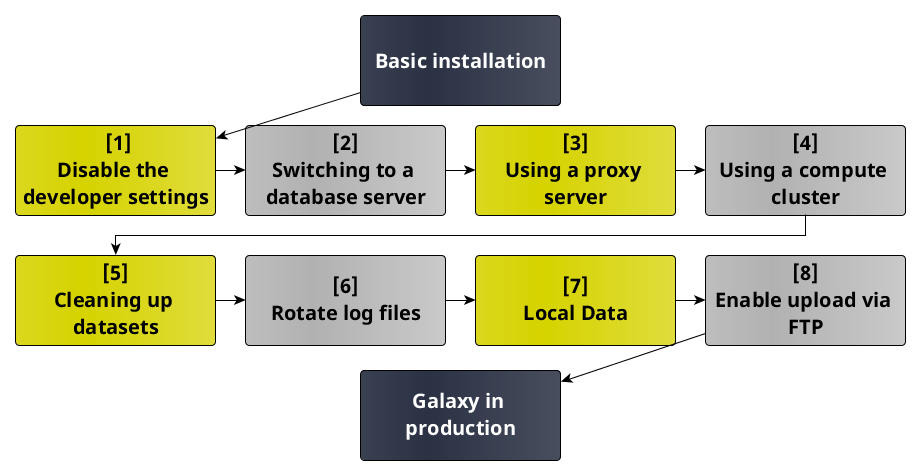 Basic installation
[1]
Disable the
developer settings
[2]
Switching to a
database server
[3]
Using a proxy
server
[4]
Using a compute
cluster
[5]
Cleaning up
datasets
[6]
Rotate log files
[7]
Local Data
[8]
Enable upload via
FTP
Galaxy in
production